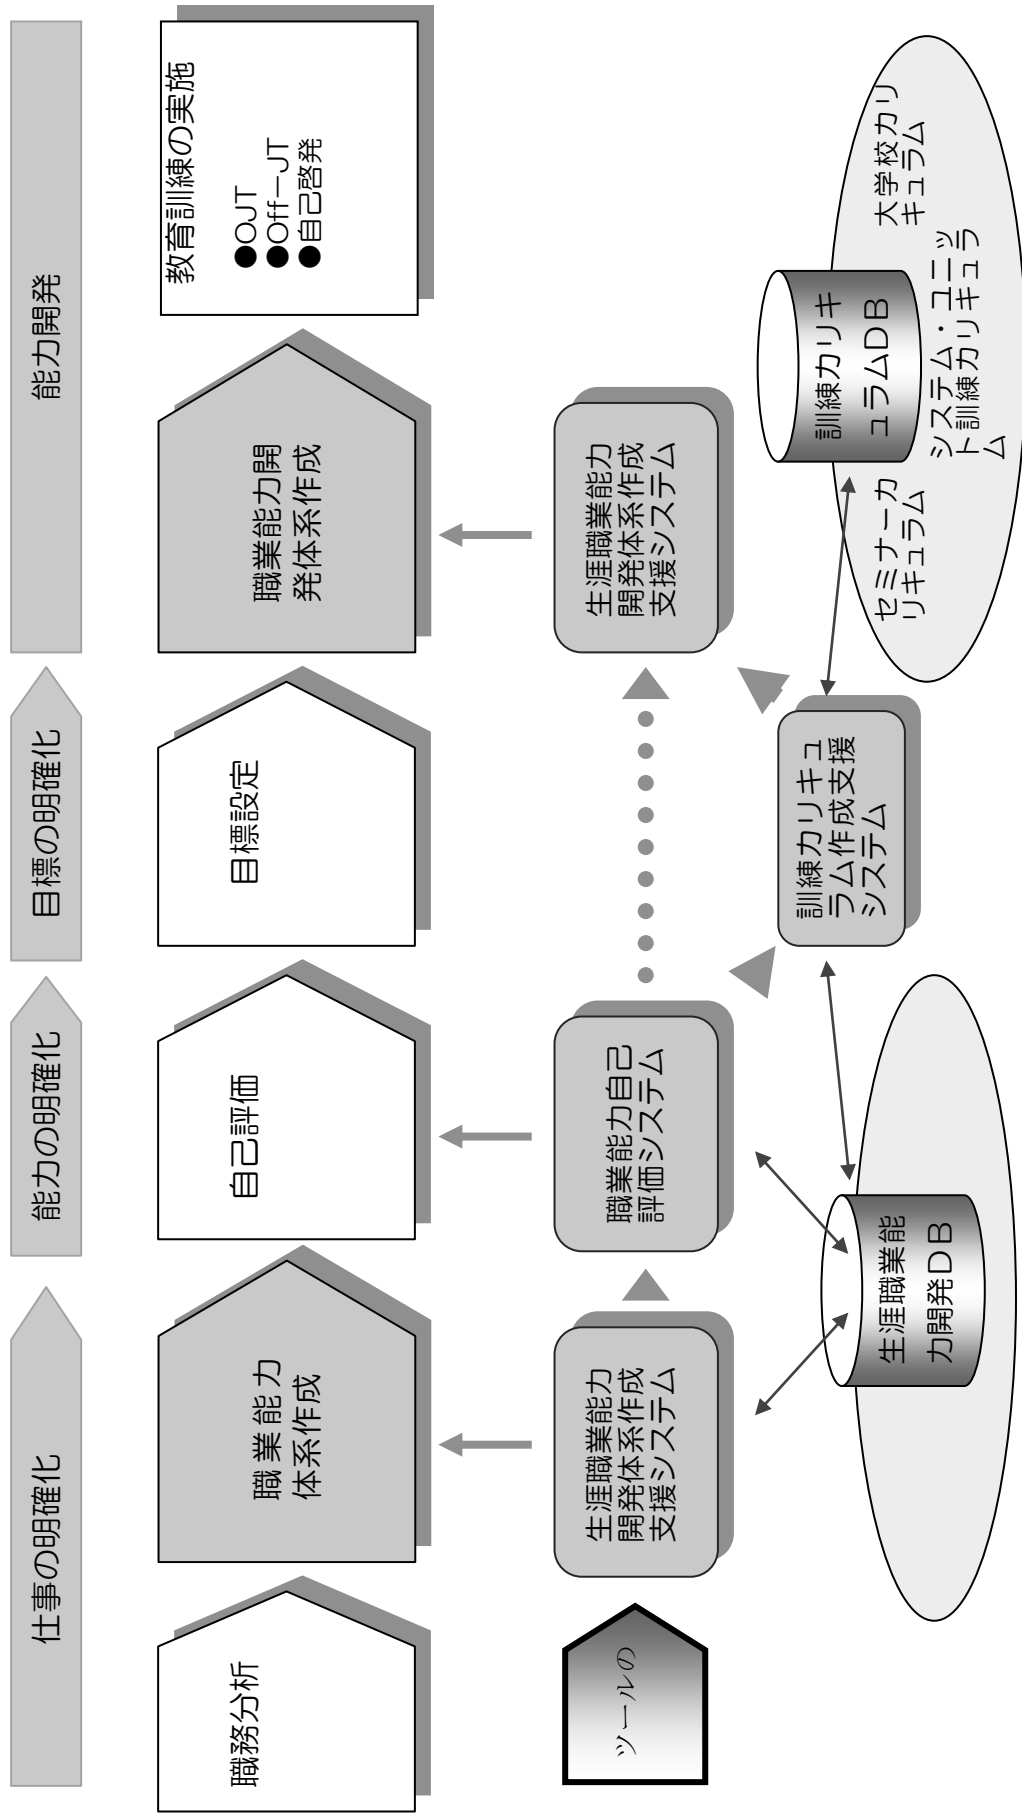 仕事の明確化
能力の明確化
目標の明確化
能力開発
職務分析
職業能力
体系作成
自己評価
目標設定
職業能力開
発体系作成
教育訓練の実施
●OJT
●Off－JT
●自己啓発
ツールの
生涯職業能力
開発体系作成
支援システム
職業能力自己
評価システム
生涯職業能力
開発体系作成
支援システム
訓練カリキュ
ラム作成支援
システム
生涯職業能
力開発DB
訓練カリキ
ュラムDB
セミナーカ
リキュラム
システム・ユニッ
ト訓練カリキュラ
ム
大学校カリ
キュラム